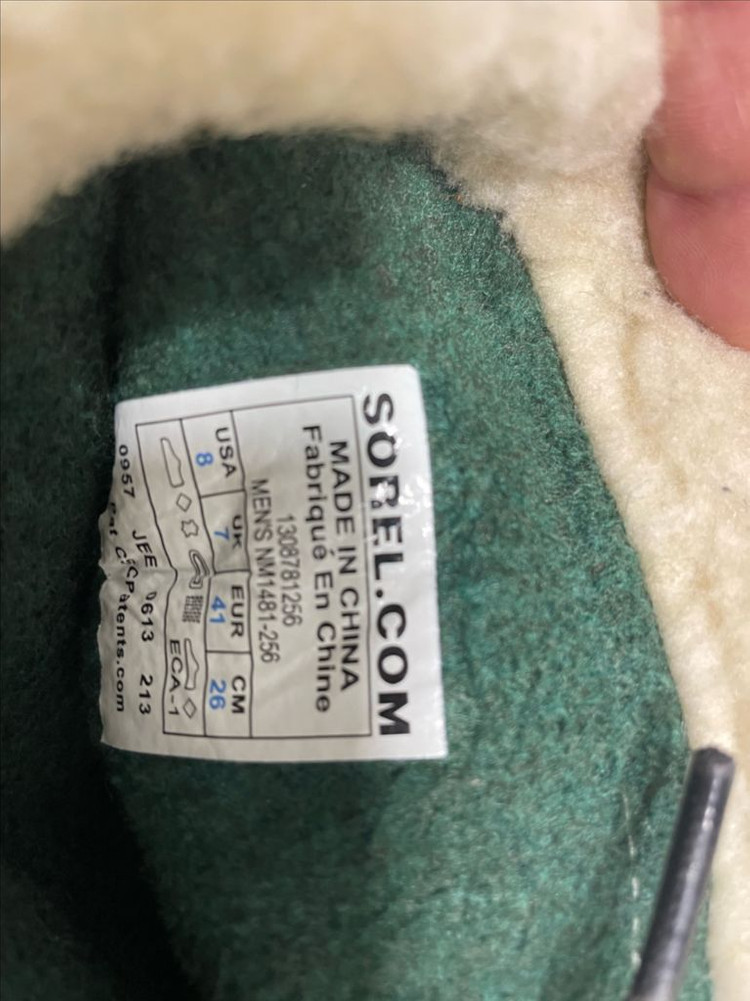 SOREL.COM
MADE IN CHINA
Fabriqué En Chine
1308781256
MEN'S NM1481-256
USA UK EUR CM
8 7 41 26
ECA-1
0613 213
0957